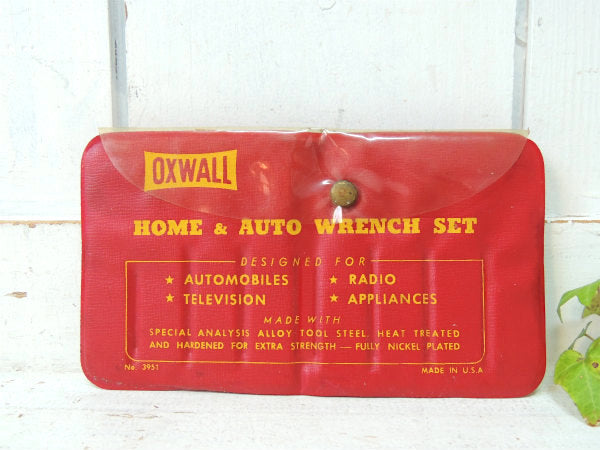 OXWALL
HOME & AUTO WRENCH SET
DESIGNED FOR
★ AUTOMOBILES ★ RADIO
★ TELEVISION ★ APPLIANCES
MADE WITH
SPECIAL ANALYSIS ALLOY TOOL STEEL. HEAT TREATED
AND HARDENED FOR EXTRA STRENGTH — FULLY NICKEL PLATED
No. 3951 MADE IN U.S.A